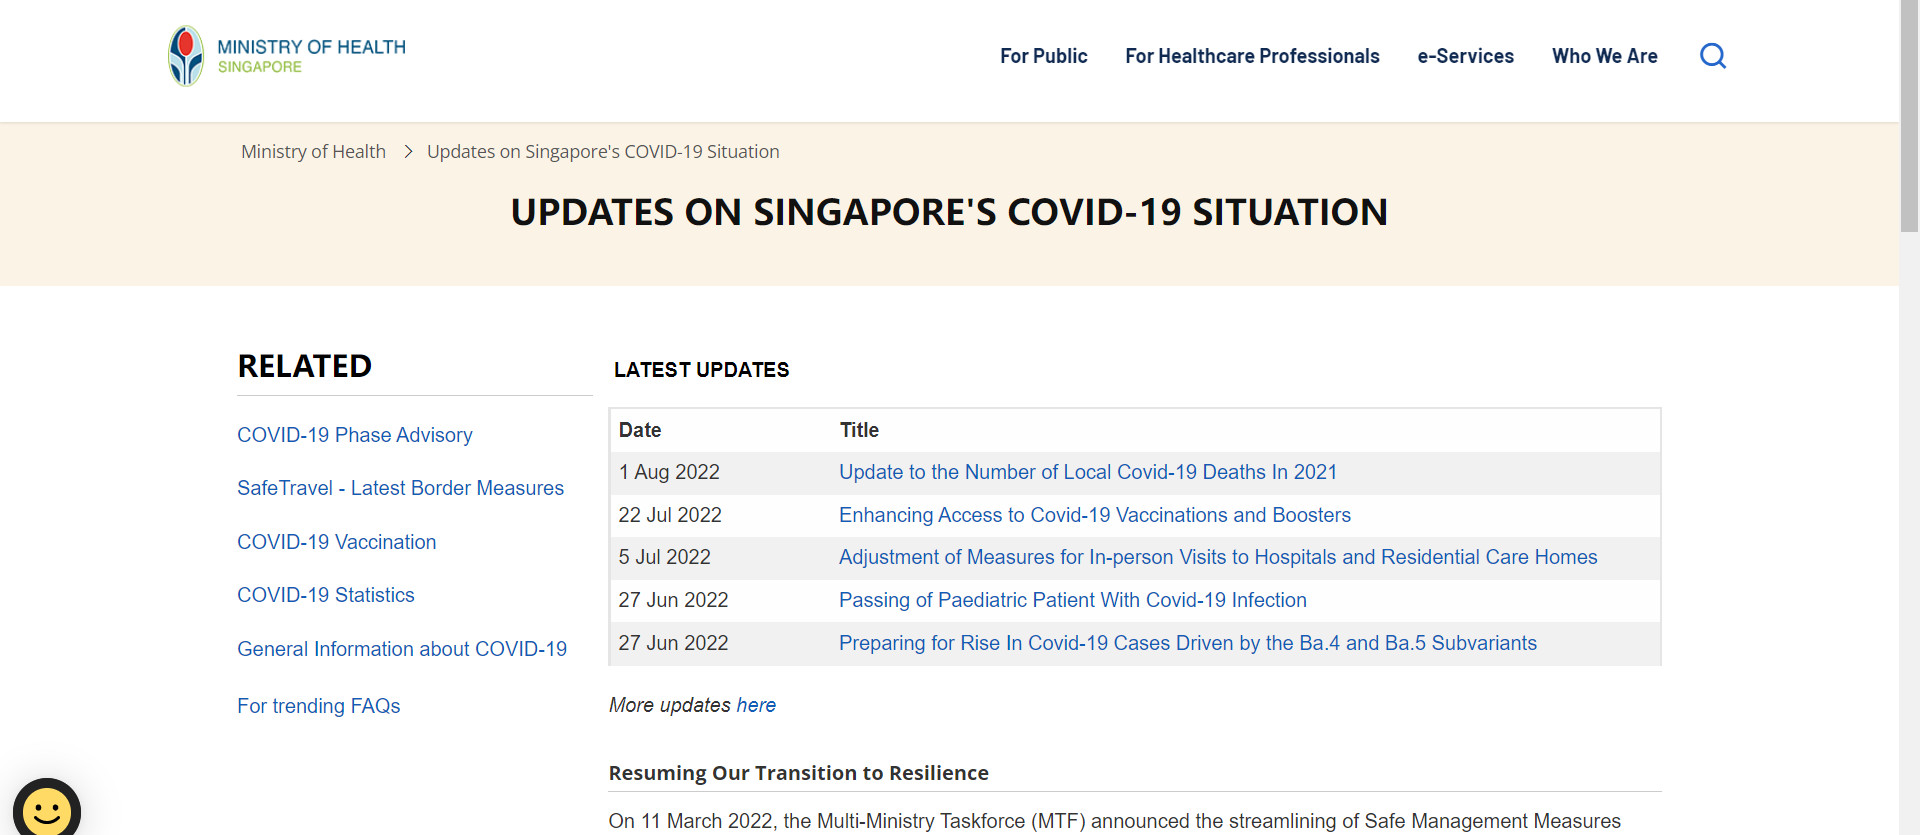 MINISTRY OF HEALTH
SINGAPORE
For Public
For Healthcare Professionals
e-Services
Who We Are
Ministry of Health > Updates on Singapore's COVID-19 Situation
UPDATES ON SINGAPORE'S COVID-19 SITUATION
RELATED
COVID-19 Phase Advisory
SafeTravel - Latest Border Measures
COVID-19 Vaccination
COVID-19 Statistics
General Information about COVID-19
For trending FAQs
LATEST UPDATES
Date Title
1 Aug 2022 Update to the Number of Local Covid-19 Deaths In 2021
22 Jul 2022 Enhancing Access to Covid-19 Vaccinations and Boosters
5 Jul 2022 Adjustment of Measures for In-person Visits to Hospitals and Residential Care Homes
27 Jun 2022 Passing of Paediatric Patient With Covid-19 Infection
27 Jun 2022 Preparing for Rise In Covid-19 Cases Driven by the Ba.4 and Ba.5 Subvariants
More updates here
Resuming Our Transition to Resilience
On 11 March 2022, the Multi-Ministry Taskforce (MTF) announced the streamlining of Safe Management Measures